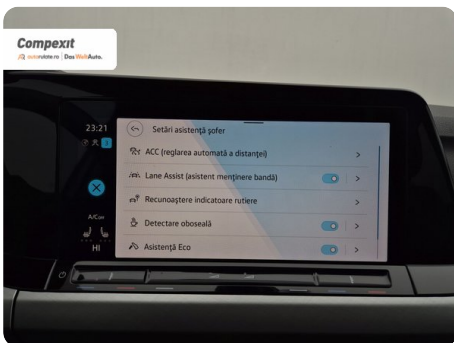 Compexit
autorulate.ro | Das WeltAuto.
23:21
Setări asistență șofer
ACC (reglarea automată a distanței)
Lane Assist (asistent menținere bandă)
Recunoaștere indicatoare rutiere
Detectare oboseală
A/C OFF
Asistență Eco
HI